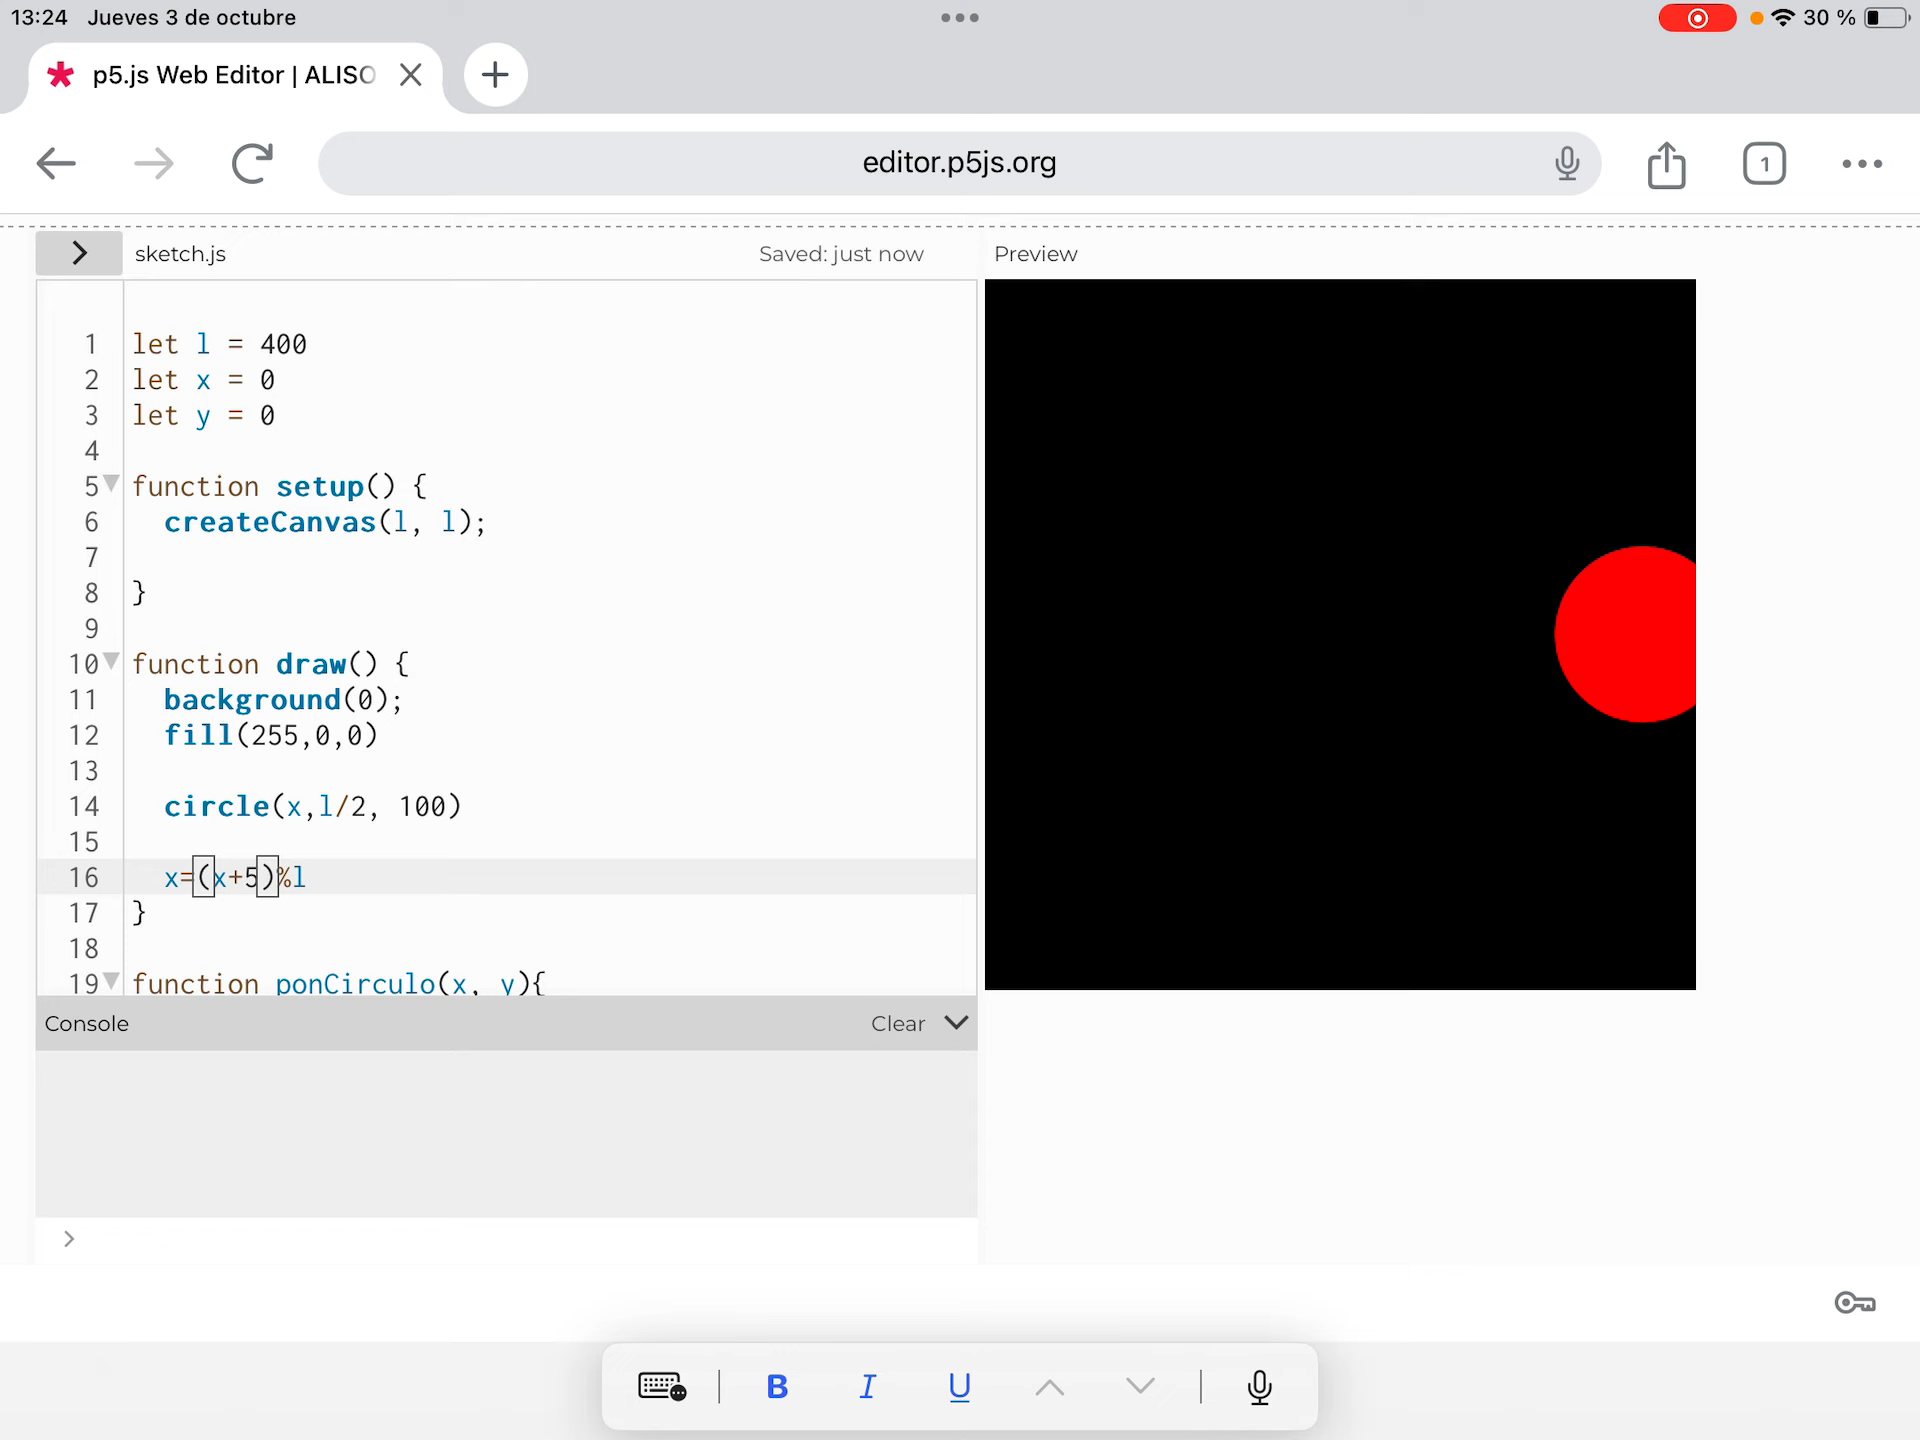 13:24 Jueves 3 de octubre
30 %
p5.js Web Editor | ALISO
editor.p5js.org
1
sketch.js
Saved: just now
Preview
1 let l = 400
2 let x = 0
3 let y = 0
4
5 function setup() {
6 createCanvas(l, l);
7
8 }
9
10 function draw() {
11 background(0);
12 fill(255,0,0)
13
14 circle(x,l/2, 100)
15
16 x=(x+5)%l
17 }
18
19 function ponCirculo(x, y){
Console
Clear
>
B I U